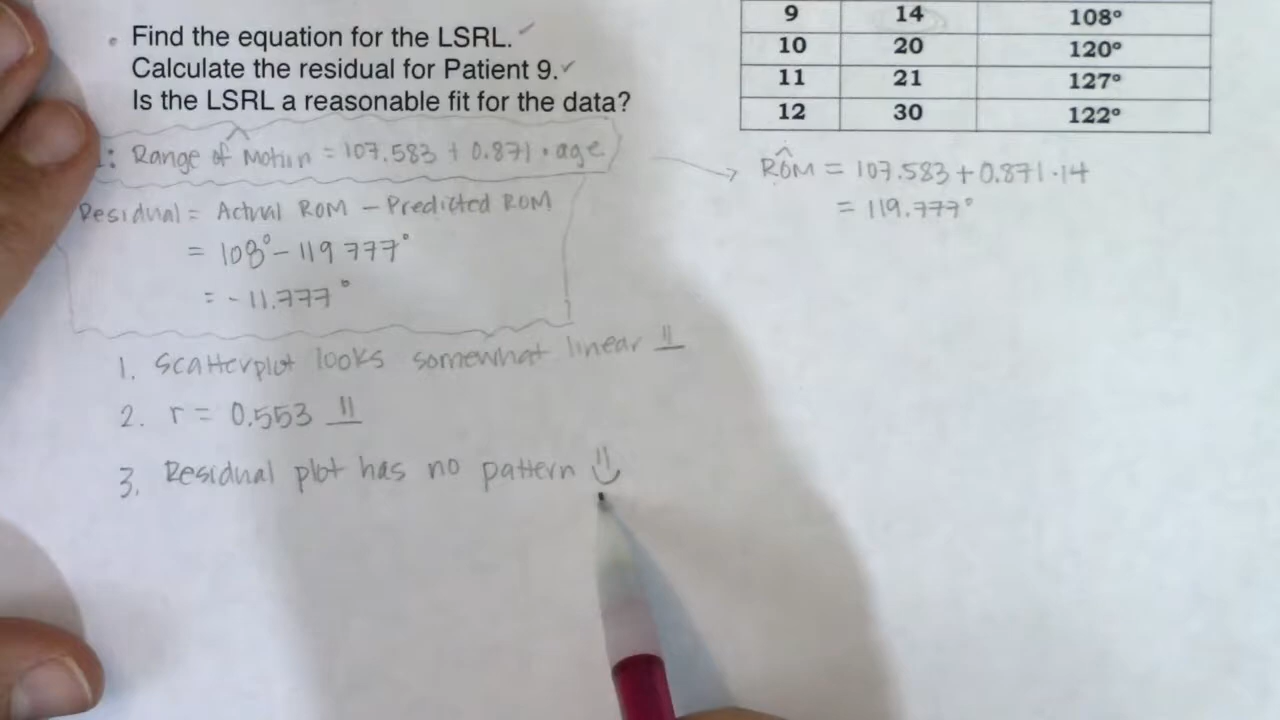 Find the equation for the LSRL.
Calculate the residual for Patient 9.
Is the LSRL a reasonable fit for the data?
9 14 108°
10 20 120°
11 21 127°
12 30 122°
1: Range of Motion = 107.583 + 0.871 · age
ROM = 107.583 + 0.871 · 14
= 119.777°
Residual = Actual ROM – Predicted ROM
= 108° – 119.777°
= - 11.777°
1. Scatterplot looks somewhat linear
2. r = 0.553
3. Residual plot has no pattern